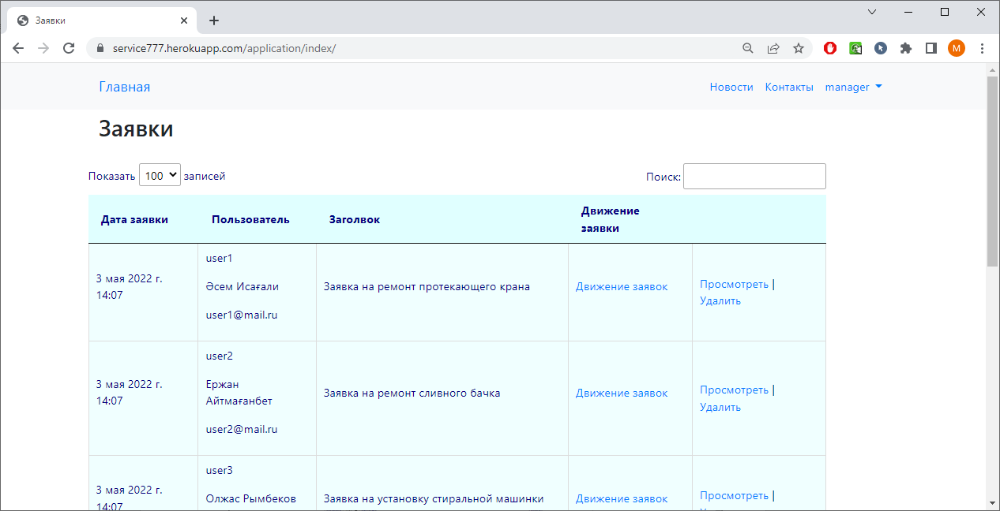 Заявки
service777.herokuapp.com/application/index/
M
Главная
Новости Контакты manager
Заявки
Показать 100 записей
Поиск:
Дата заявки
Пользователь
Заголвок
Движение
заявки
3 мая 2022 г.
14:07
user1
Әсем Исағали
user1@mail.ru
Заявка на ремонт протекающего крана
Движение заявок
Просмотреть |
Удалить
3 мая 2022 г.
14:07
user2
Ержан
Айтмағанбет
user2@mail.ru
Заявка на ремонт сливного бачка
Движение заявок
Просмотреть |
Удалить
3 мая 2022 г.
14:07
user3
Олжас Рымбеков
Заявка на установку стиральной машинки
Движение заявок
Просмотреть |